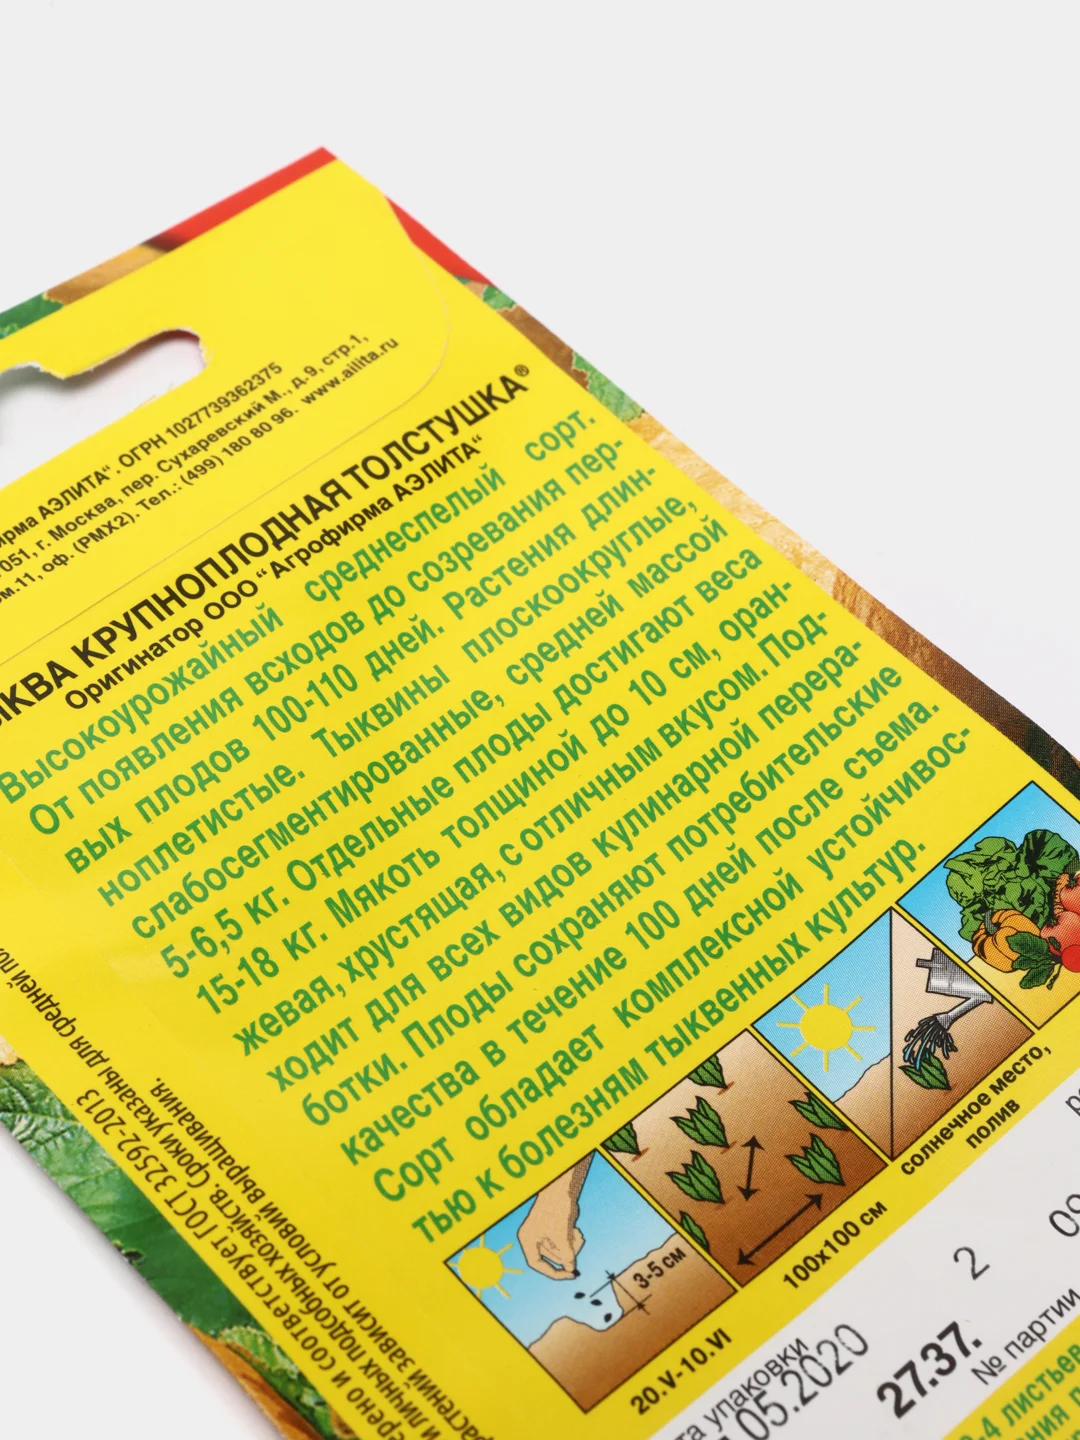 АЭЛИТА“. ОГРН 1027739362375
г. Москва, пер. Сухаревский М., д.9, стр.1,
оф. (РМХ2). Тел.: (499) 180 80 96. www.ailita.ru
КРУПНОПЛОДНАЯ ТОЛСТУШКА®
Оригинатор ООО “Агрофирма АЭЛИТА“
Высокоурожайный среднеспелый сорт.
От появления всходов до созревания пер-
вых плодов 100-110 дней. Растения длин-
ноплетистые. Тыквины плоскоокруглые,
слабосегментированные, средней массой
5-6,5 кг. Отдельные плоды достигают веса
15-18 кг. Мякоть толщиной до 10 см, оран-
жевая, хрустящая, с отличным вкусом. Под-
ходит для всех видов кулинарной перера-
ботки. Плоды сохраняют потребительские
качества в течение 100 дней после съема.
Сорт обладает комплексной устойчивос-
тью к болезням тыквенных культур.
3-5 см
20.V-10.VI
100х100 см
солнечное место,
полив
соответствует ГОСТ 32592-2013
и личных подсобных хозяйств. Сроки указаны для средней
зависит от условий выращивания.
упаковки
05.2020
2
27.37.
№ партии